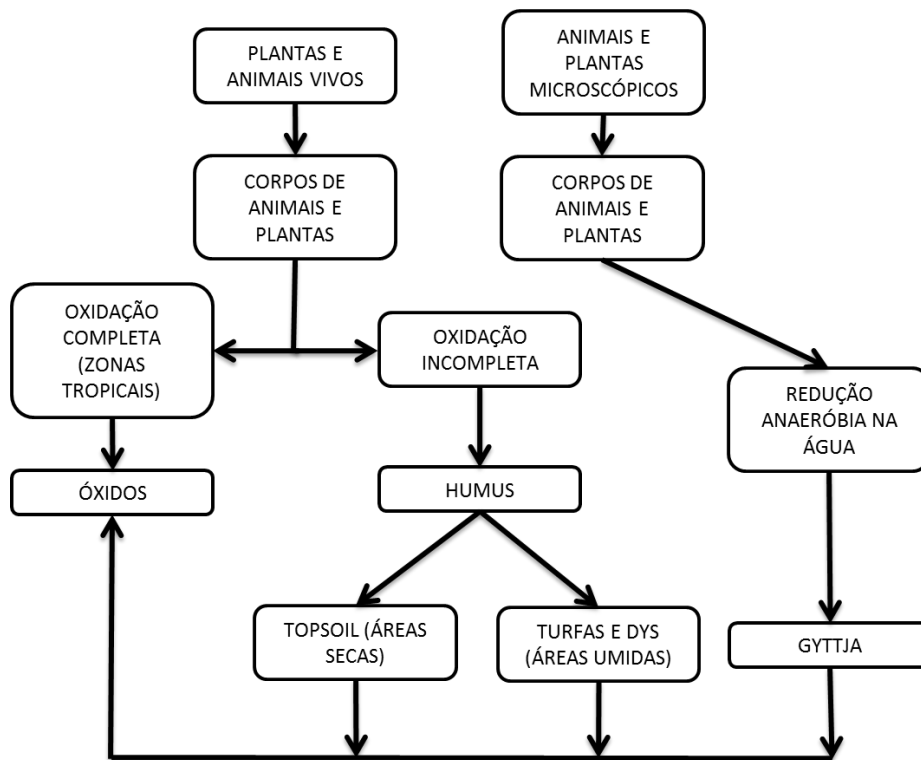 PLANTAS E
ANIMAIS VIVOS
ANIMAIS E
PLANTAS
MICROSCÓPICOS
CORPOS DE
ANIMAIS E
PLANTAS
CORPOS DE
ANIMAIS E
PLANTAS
OXIDAÇÃO
COMPLETA
(ZONAS
TROPICAIS)
OXIDAÇÃO
INCOMPLETA
REDUÇÃO
ANAERÓBIA NA
ÁGUA
ÓXIDOS
HUMUS
TOPSOIL (ÁREAS
SECAS)
TURFAS E DYS
(ÁREAS UMIDAS)
GYTTJA